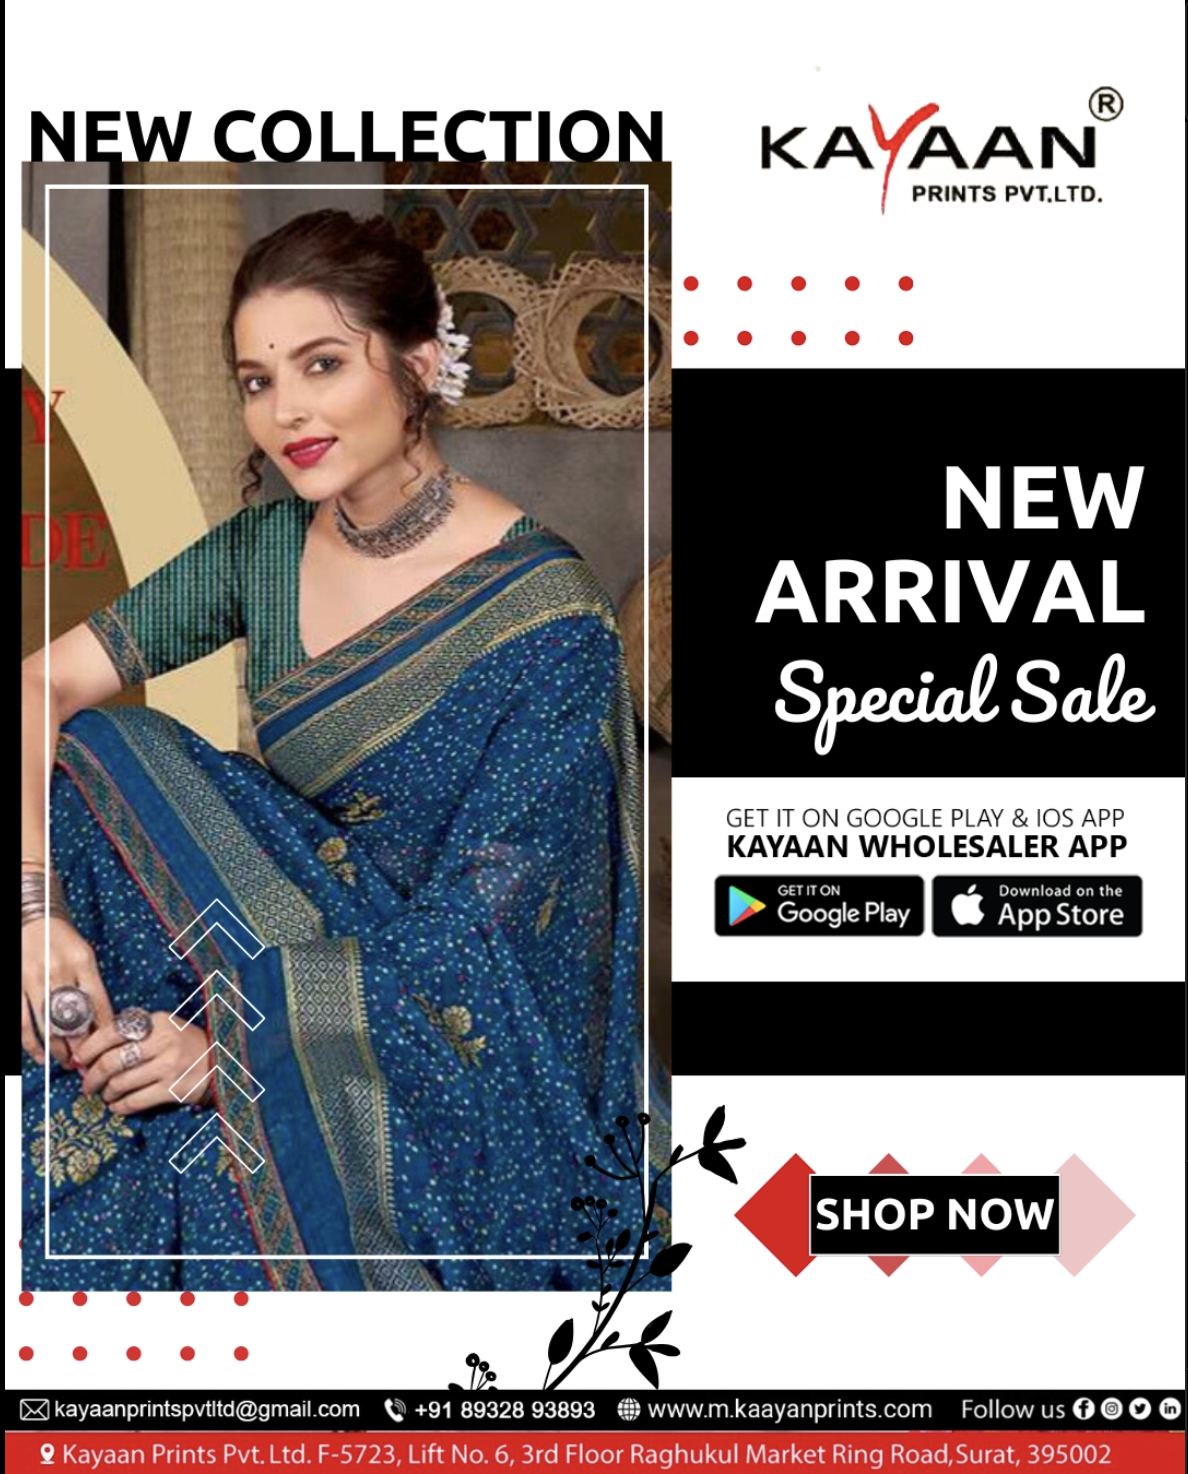 NEW COLLECTION
KAYAAN®
PRINTS PVT.LTD.
Y
DE
NEW
ARRIVAL
Special Sale
GET IT ON GOOGLE PLAY & IOS APP
KAYAAN WHOLESALER APP
GET IT ON
Google Play
Download on the
App Store
SHOP NOW
kayaanprintspvtltd@gmail.com +91 89328 93893 www.m.kaayanprints.com Follow us
Kayaan Prints Pvt. Ltd. F-5723, Lift No. 6, 3rd Floor Raghukul Market Ring Road,Surat, 395002